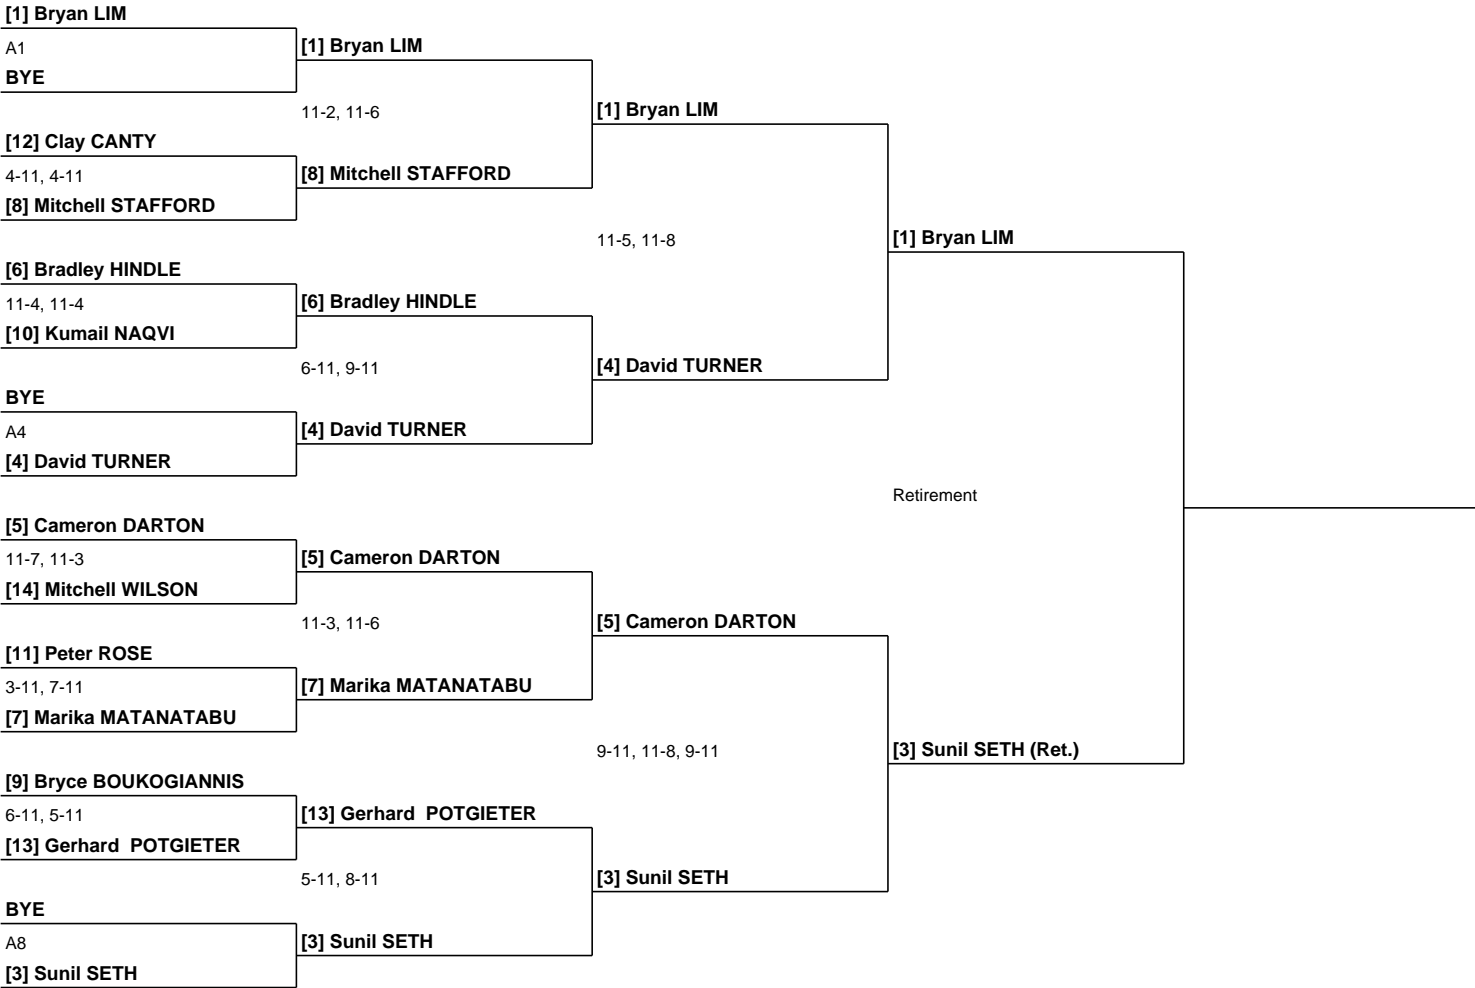 [1] Bryan LIM
A1
BYE
[12] Clay CANTY
4-11, 4-11
[8] Mitchell STAFFORD
[6] Bradley HINDLE
11-4, 11-4
[10] Kumail NAQVI
BYE
A4
[4] David TURNER
[5] Cameron DARTON
11-7, 11-3
[14] Mitchell WILSON
[11] Peter ROSE
3-11, 7-11
[7] Marika MATANATABU
[9] Bryce BOUKOGIANNIS
6-11, 5-11
[13] Gerhard  POTGIETER
BYE
A8
[3] Sunil SETH
[1] Bryan LIM
11-2, 11-6
[8] Mitchell STAFFORD
[6] Bradley HINDLE
6-11, 9-11
[4] David TURNER
[5] Cameron DARTON
11-3, 11-6
[7] Marika MATANATABU
[13] Gerhard  POTGIETER
5-11, 8-11
[3] Sunil SETH
[1] Bryan LIM
11-5, 11-8
[4] David TURNER
[5] Cameron DARTON
9-11, 11-8, 9-11
[3] Sunil SETH
[1] Bryan LIM
Retirement
[3] Sunil SETH (Ret.)